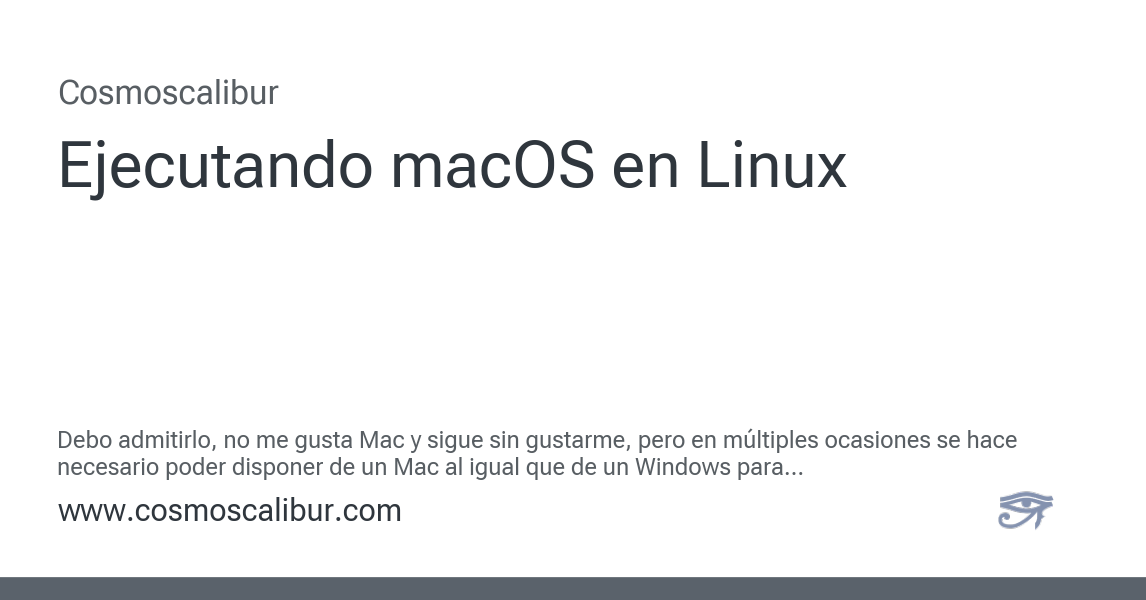 Cosmoscalibur
Ejecutando macOS en Linux
Debo admitirlo, no me gusta Mac y sigue sin gustarme, pero en múltiples ocasiones se hace
necesario poder disponer de un Mac al igual que de un Windows para...
www.cosmoscalibur.com